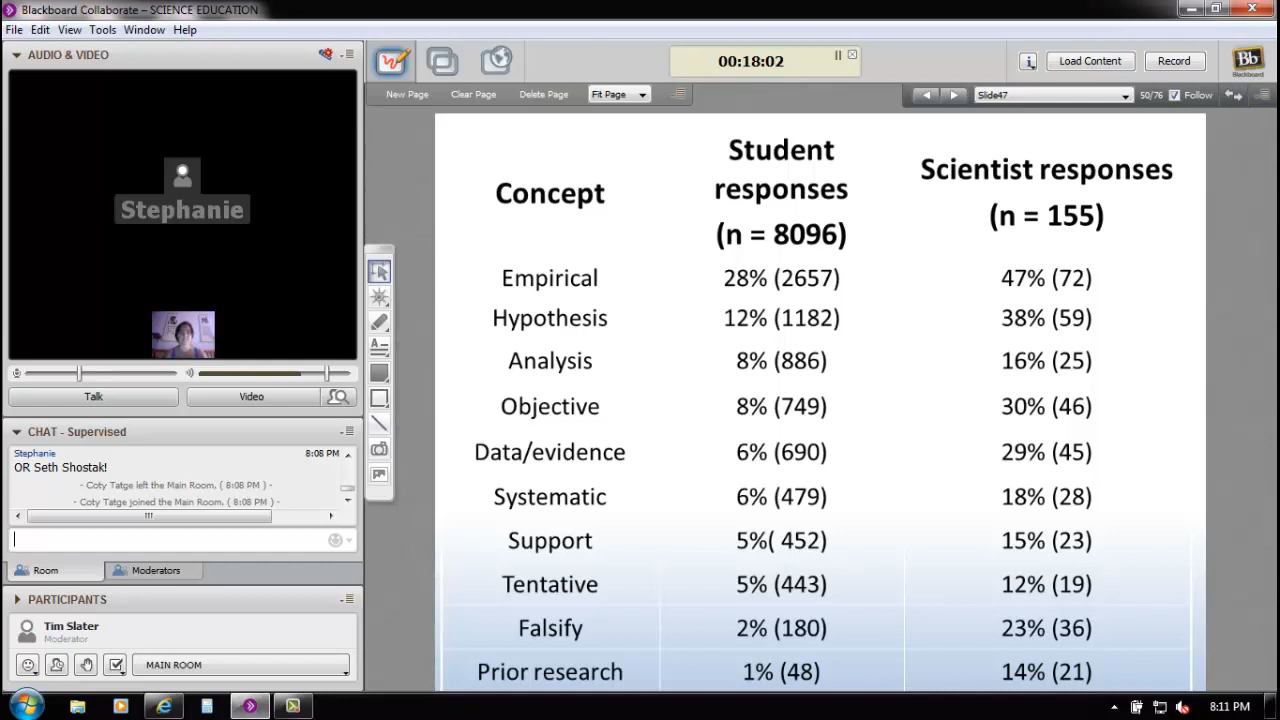 Blackboard Collaborate – SCIENCE EDUCATION
File Edit View Tools Window Help
AUDIO & VIDEO
Stephanie
Talk
Video
CHAT - Supervised
Stephanie 8:08 PM
OR Seth Shostak!
- Coty Tatge left the Main Room. ( 8:08 PM ) -
- Coty Tatge joined the Main Room. ( 8:08 PM ) -
Room
Moderators
PARTICIPANTS
Tim Slater
Moderator
MAIN ROOM
00:18:02
Load Content
Record
Bb
Blackboard
New Page Clear Page Delete Page Fit Page
Slide47 50/76 Follow
Concept Student responses (n = 8096) Scientist responses (n = 155)
Empirical 28% (2657) 47% (72)
Hypothesis 12% (1182) 38% (59)
Analysis 8% (886) 16% (25)
Objective 8% (749) 30% (46)
Data/evidence 6% (690) 29% (45)
Systematic 6% (479) 18% (28)
Support 5%( 452) 15% (23)
Tentative 5% (443) 12% (19)
Falsify 2% (180) 23% (36)
Prior research 1% (48) 14% (21)
8:11 PM